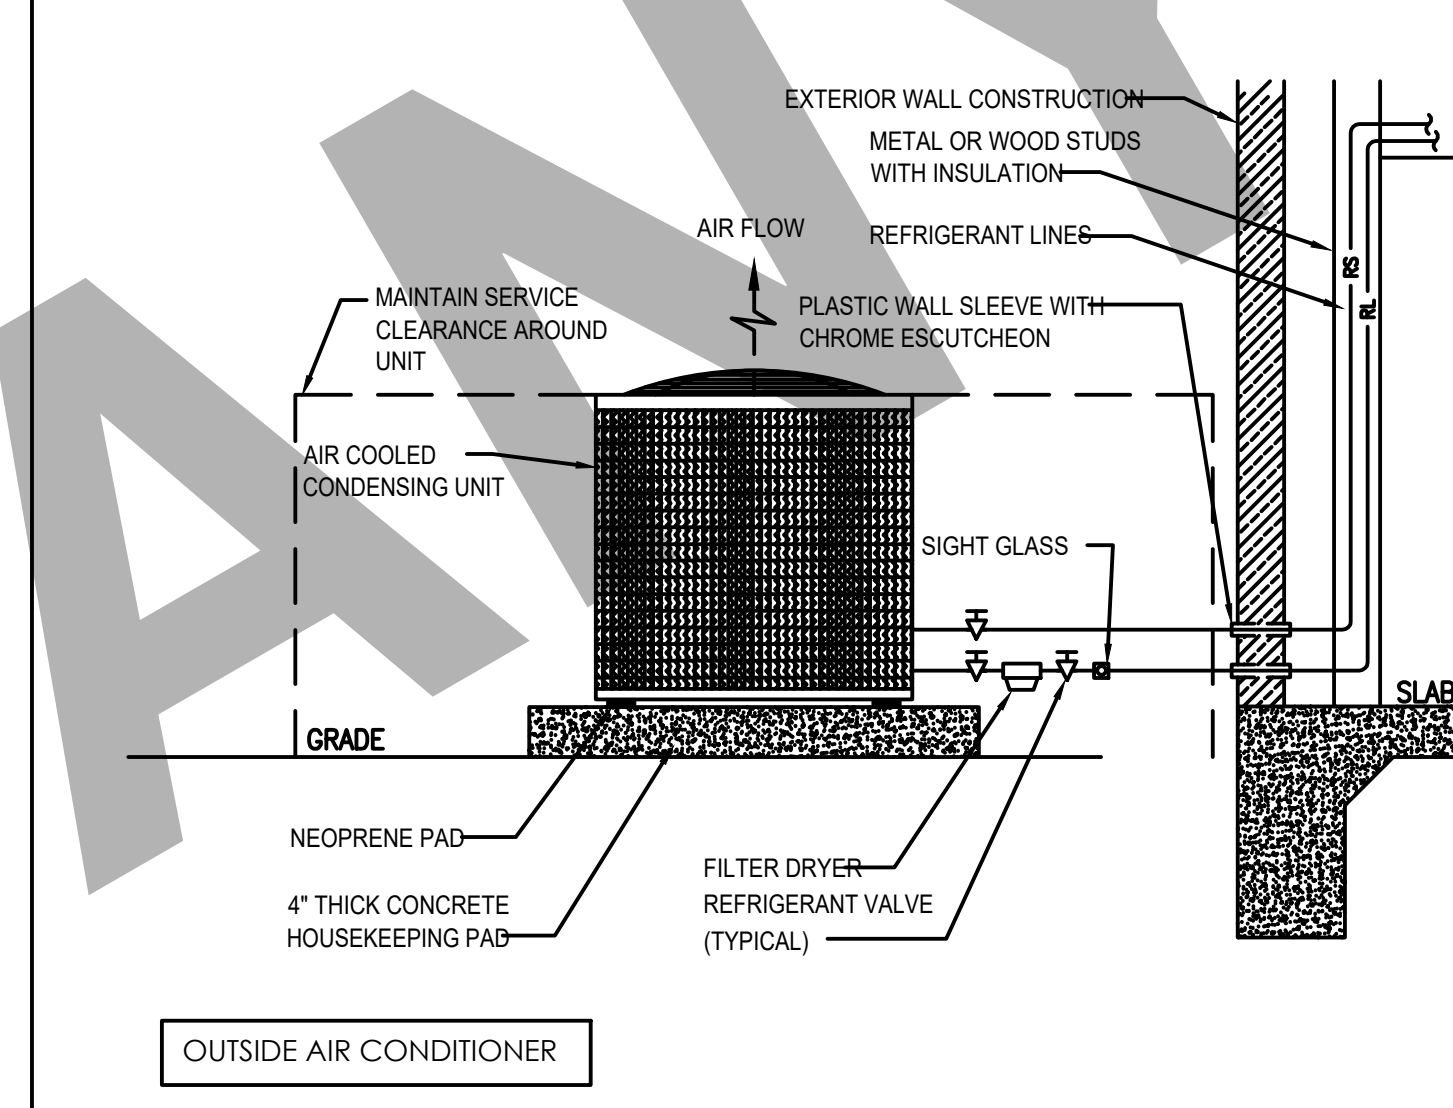 EXTERIOR WALL CONSTRUCTION
METAL OR WOOD STUDS
WITH INSULATION
AIR FLOW
REFRIGERANT LINES
RS
RL
MAINTAIN SERVICE
CLEARANCE AROUND
UNIT
PLASTIC WALL SLEEVE WITH
CHROME ESCUTCHEON
AIR COOLED
CONDENSING UNIT
SIGHT GLASS
SLAB
GRADE
NEOPRENE PAD
FILTER DRYER
4" THICK CONCRETE
HOUSEKEEPING PAD
REFRIGERANT VALVE
(TYPICAL)
OUTSIDE AIR CONDITIONER